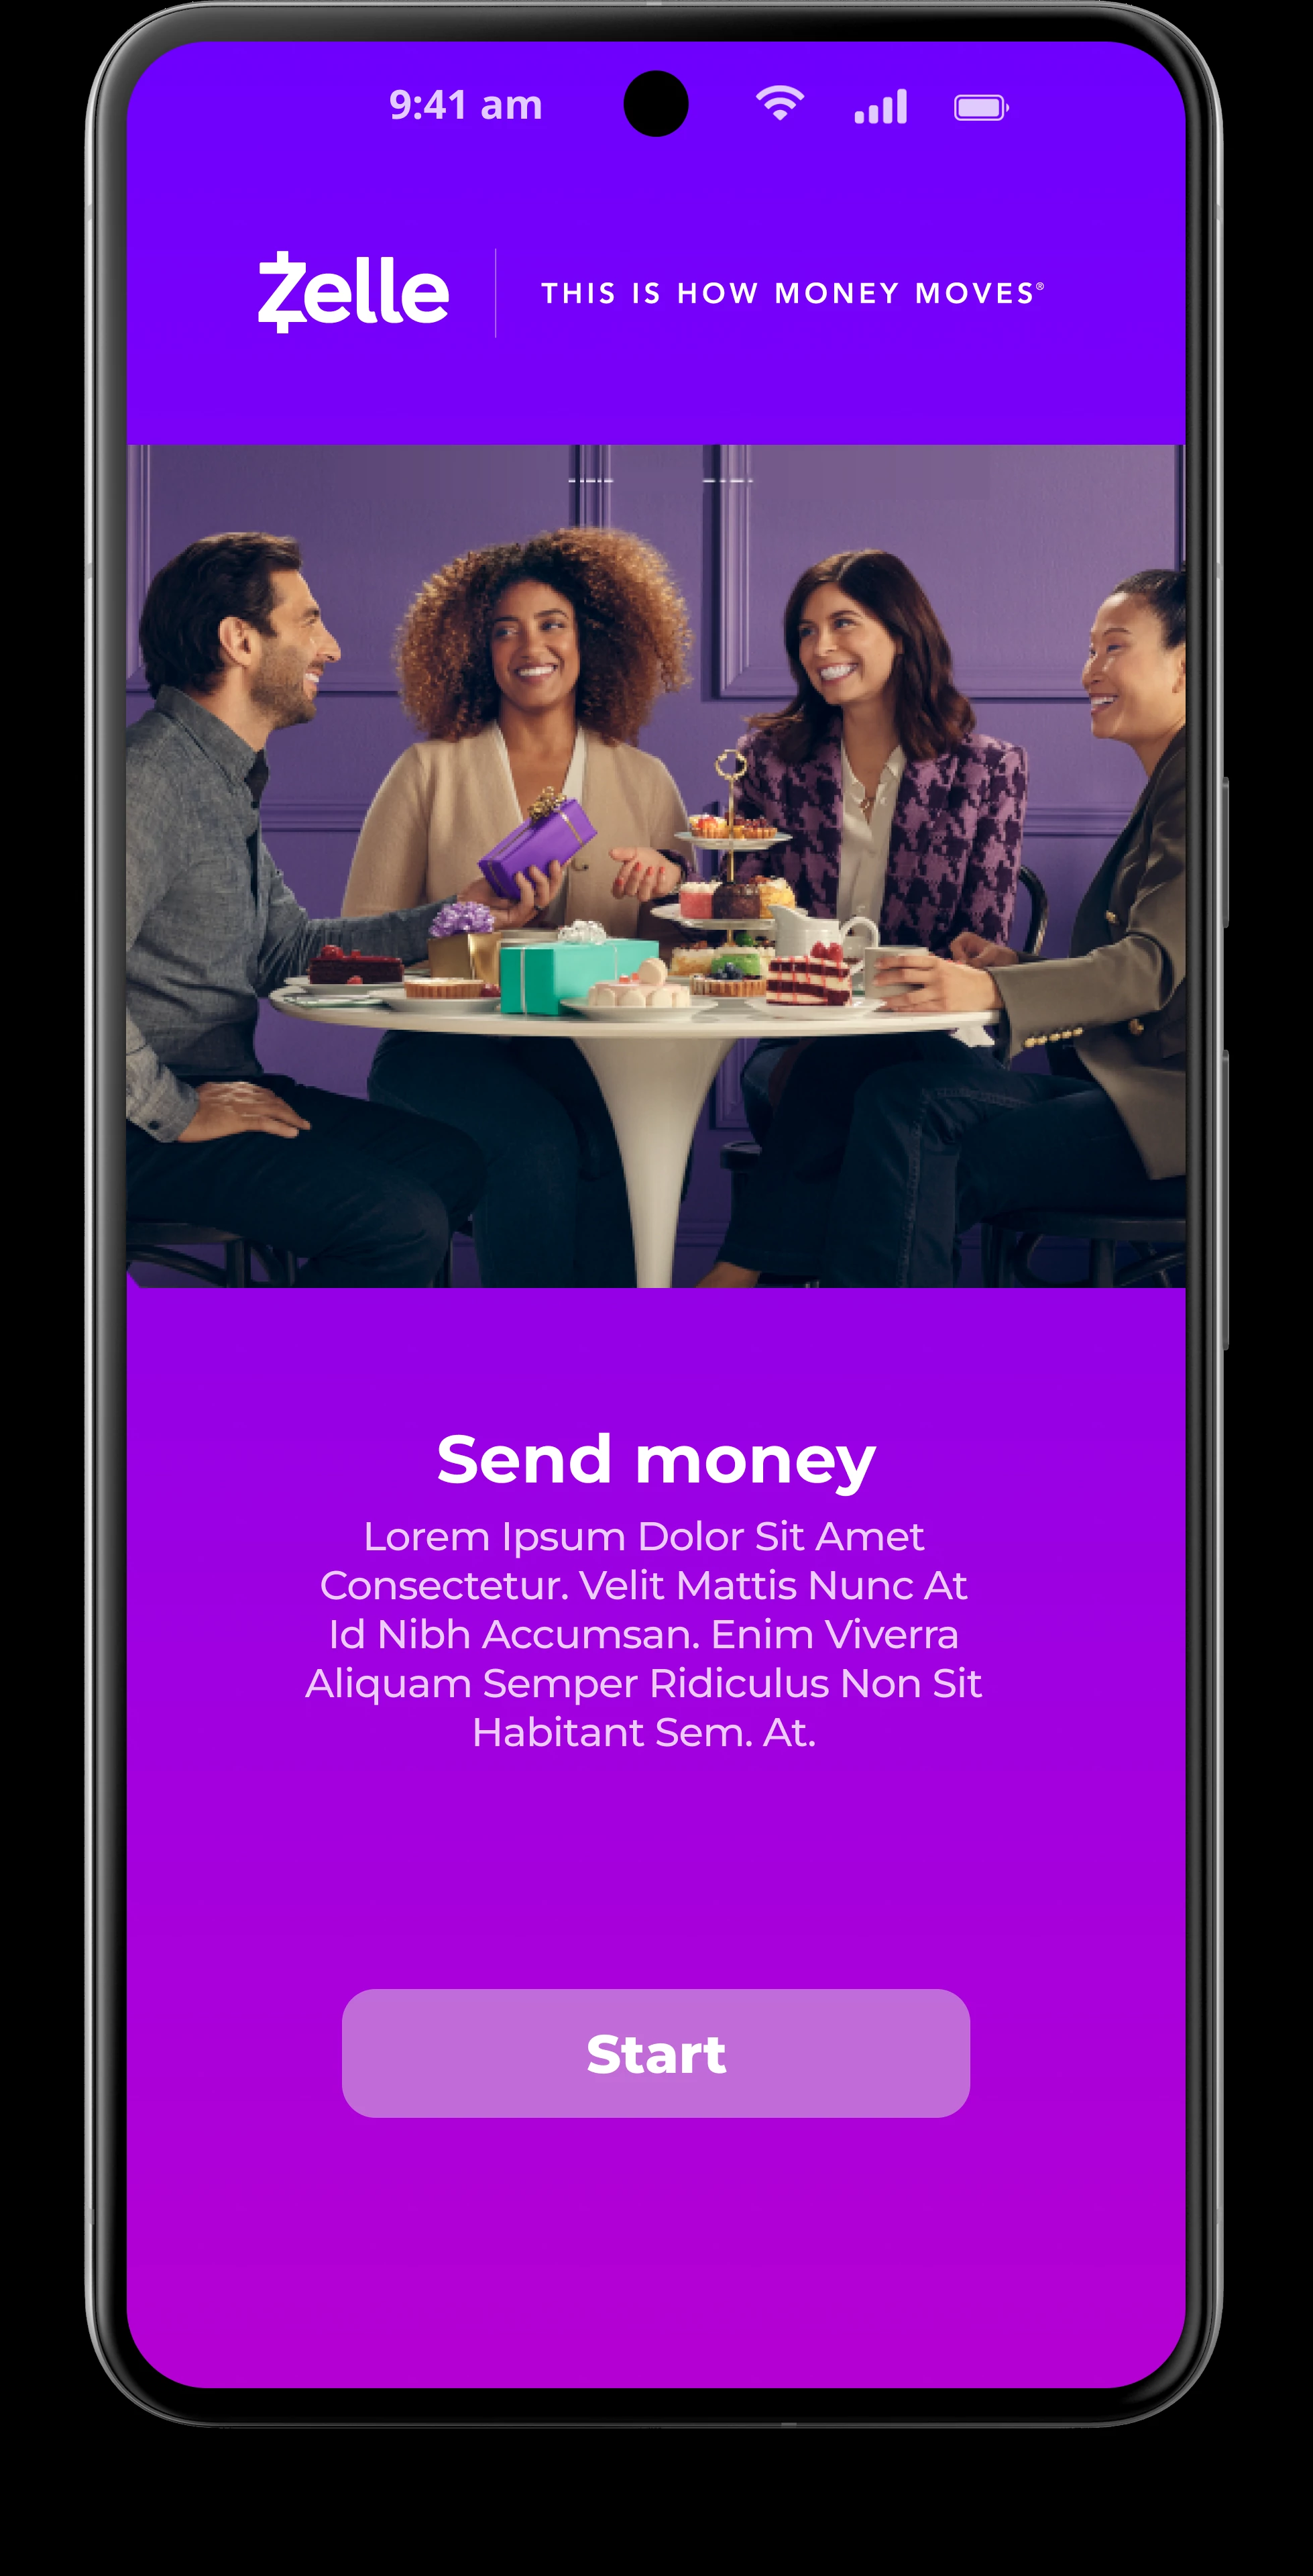 9:41 am
Zelle
THIS IS HOW MONEY MOVES®
Send money
Lorem Ipsum Dolor Sit Amet
Consectetur. Velit Mattis Nunc At
Id Nibh Accumsan. Enim Viverra
Aliquam Semper Ridiculus Non Sit
Habitant Sem. At.
Start